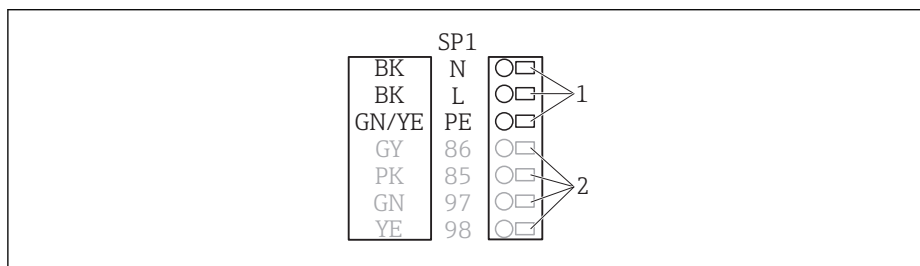 SP1
BK N
BK L 1
GN/YE PE
GY 86
PK 85 2
GN 97
YE 98